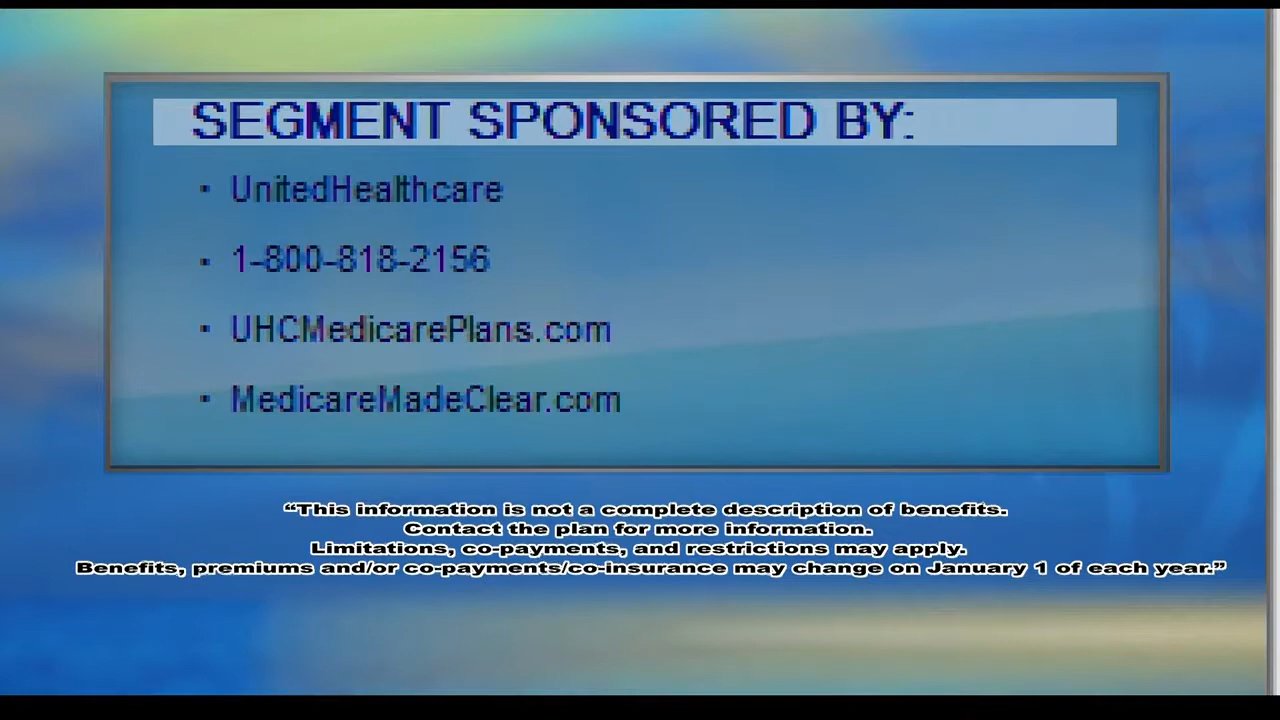 SEGMENT SPONSORED BY:
· UnitedHealthcare
· 1-800-818-2156
· UHCMedicarePlans.com
· MedicareMadeClear.com
“This information is not a complete description of benefits.
Contact the plan for more information.
Limitations, co-payments, and restrictions may apply.
Benefits, premiums and/or co-payments/co-insurance may change on January 1 of each year.”